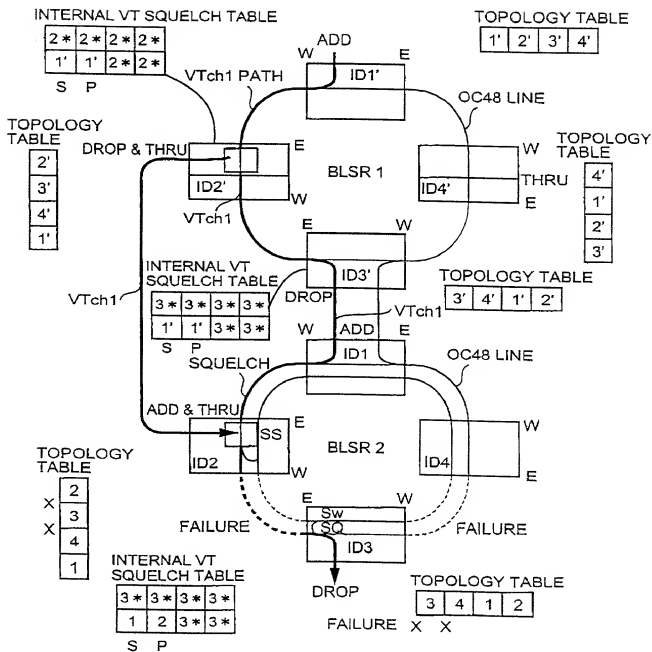 INTERNAL VT SQUELCH TABLE
2* 2* 2* 2*
1' 1' 2* 2*
S P
TOPOLOGY TABLE
1' 2' 3' 4'
ADD
W E
ID1'
VTch1 PATH
OC48 LINE
TOPOLOGY
TABLE
2'
3'
4'
1'
DROP & THRU
E
ID2'
W
VTch1
BLSR 1
W
THRU
ID4'
E
TOPOLOGY
TABLE
4'
1'
2'
3'
E W
ID3'
DROP
INTERNAL VT
SQUELCH TABLE
3* 3* 3* 3*
1' 1' 3* 3*
S P
TOPOLOGY TABLE
3' 4' 1' 2'
VTch1
VTch1
W ADD E
ID1
SQUELCH
OC48 LINE
ADD & THRU
SS
E
ID2
W
BLSR 2
W
ID4
E
TOPOLOGY
TABLE
2
X
3
X
4
1
E W
Sw
SQ
ID3
FAILURE
FAILURE
DROP
INTERNAL VT
SQUELCH TABLE
3* 3* 3* 3*
1 2 3* 3*
S P
TOPOLOGY TABLE
3 4 1 2
FAILURE X X